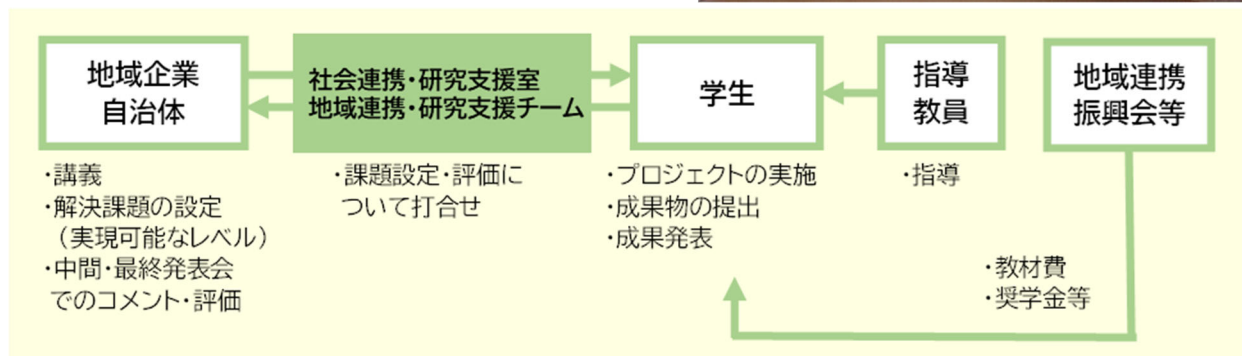 地域企業
自治体
・講義
・解決課題の設定
（実現可能なレベル）
・中間・最終発表会
でのコメント・評価
社会連携・研究支援室
地域連携・研究支援チーム
・課題設定・評価に
ついて打合せ
学生
・プロジェクトの実施
・成果物の提出
・成果発表
指導
教員
・指導
地域連携
振興会等
・教材費
・奨学金等